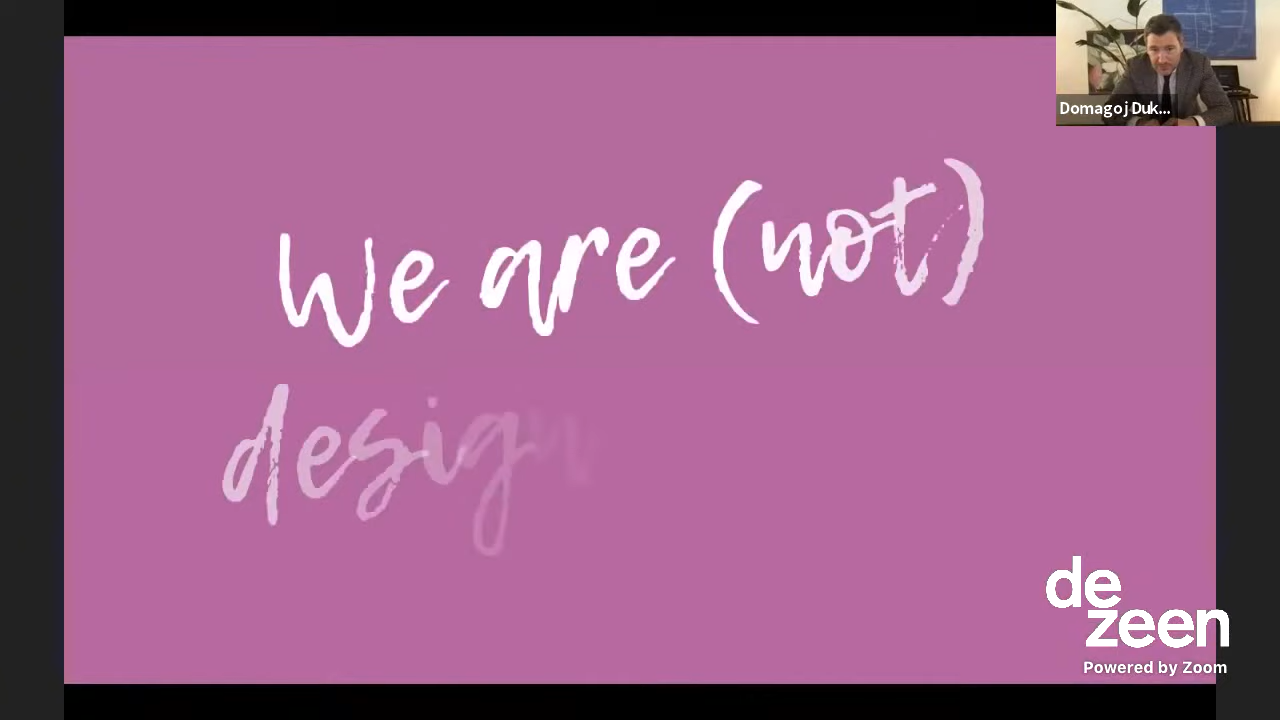 We are (not)
design
Domagoj Duk...
de
zeen
Powered by Zoom